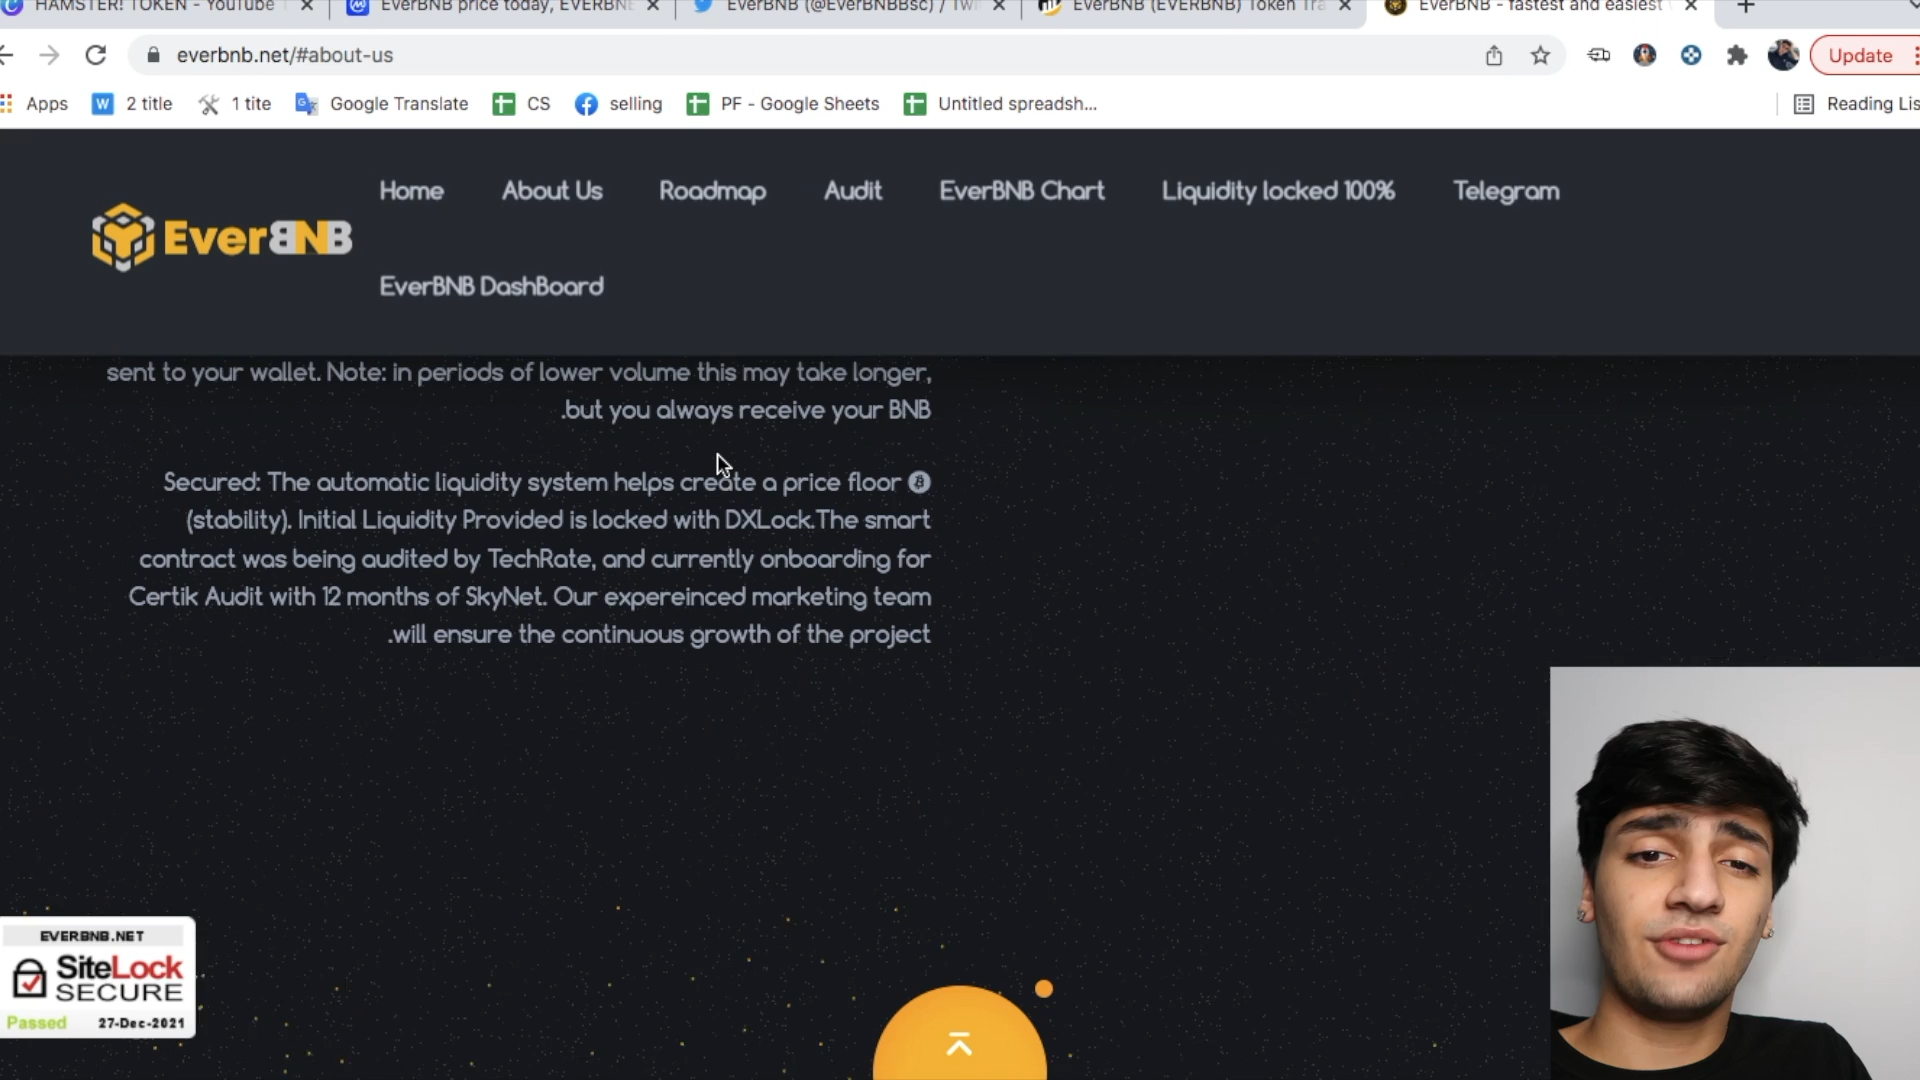 HAMSTER! TOKEN - YouTube
EverBNB price today, EVERBNB
EverBNB (@EverBNBBsc) / Twi
EverBNB (EVERBNB) Token Tra
EverBNB - fastest and easiest
everbnb.net/#about-us
Update
Apps
2 title
1 tite
Google Translate
CS
selling
PF - Google Sheets
Untitled spreadsh...
Reading Lis
EverBNB
Home
About Us
Roadmap
Audit
EverBNB Chart
Liquidity locked 100%
Telegram
EverBNB DashBoard
sent to your wallet. Note: in periods of lower volume this may take longer,
.but you always receive your BNB
Secured: The automatic liquidity system helps create a price floor
(stability). Initial Liquidity Provided is locked with DXLock.The smart
contract was being audited by TechRate, and currently onboarding for
Certik Audit with 12 months of SkyNet. Our expereinced marketing team
.will ensure the continuous growth of the project
EVERBNB.NET
SiteLock
SECURE
Passed 27-Dec-2021